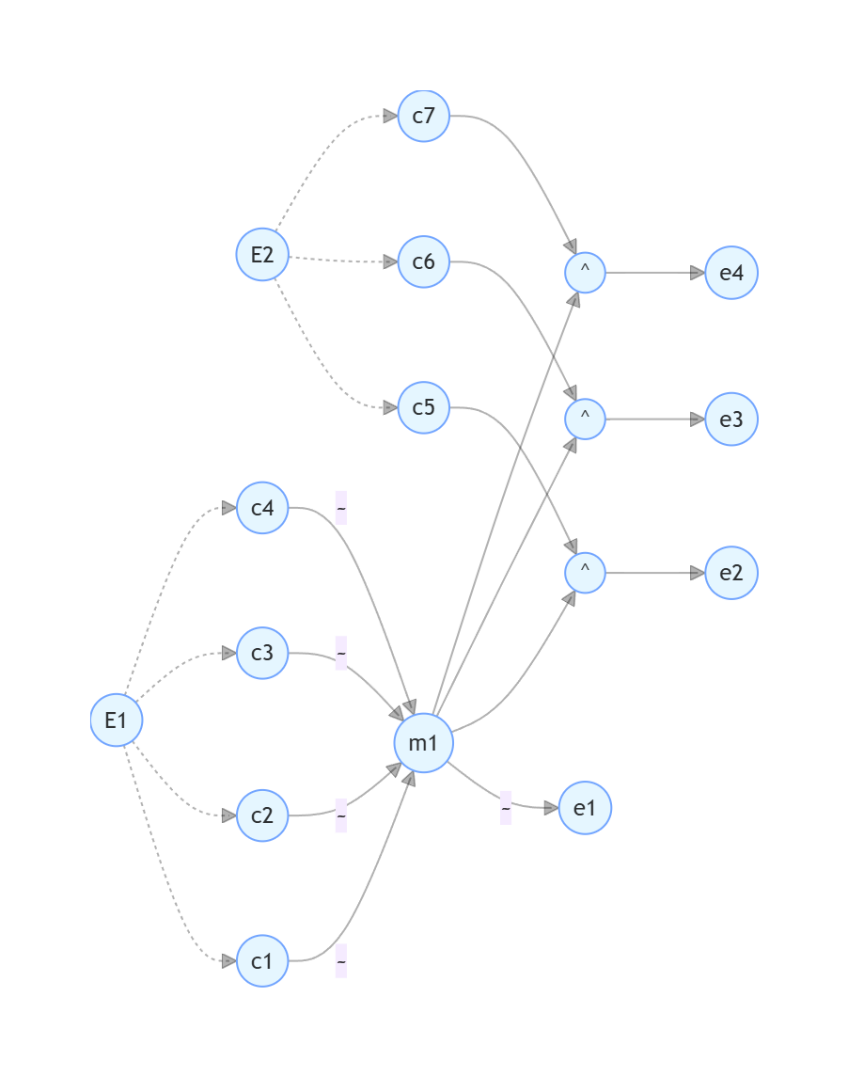 c7
E2
c6
^
e4
c5
^
e3
c4
~
^
e2
c3
~
E1
m1
c2
~
~
e1
c1
~